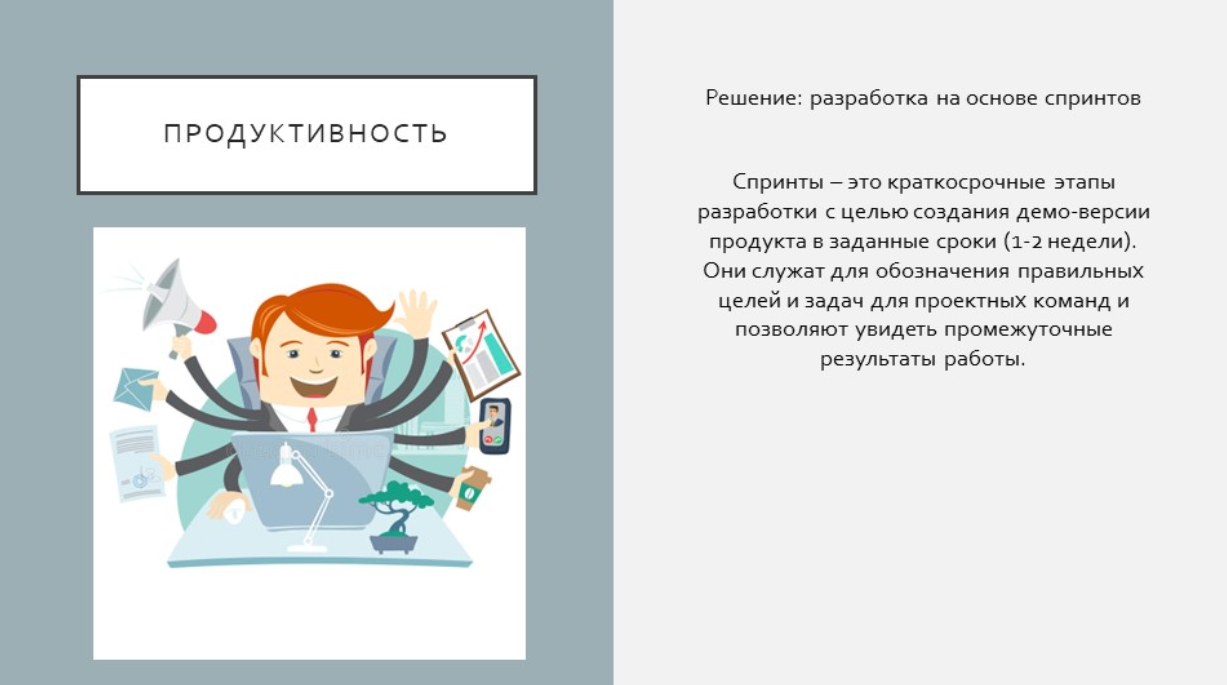 ПРОДУКТИВНОСТЬ
Решение: разработка на основе спринтов
Спринты – это краткосрочные этапы
разработки с целью создания демо-версии
продукта в заданные сроки (1-2 недели).
Они служат для обозначения правильных
целей и задач для проектных команд и
позволяют увидеть промежуточные
результаты работы.